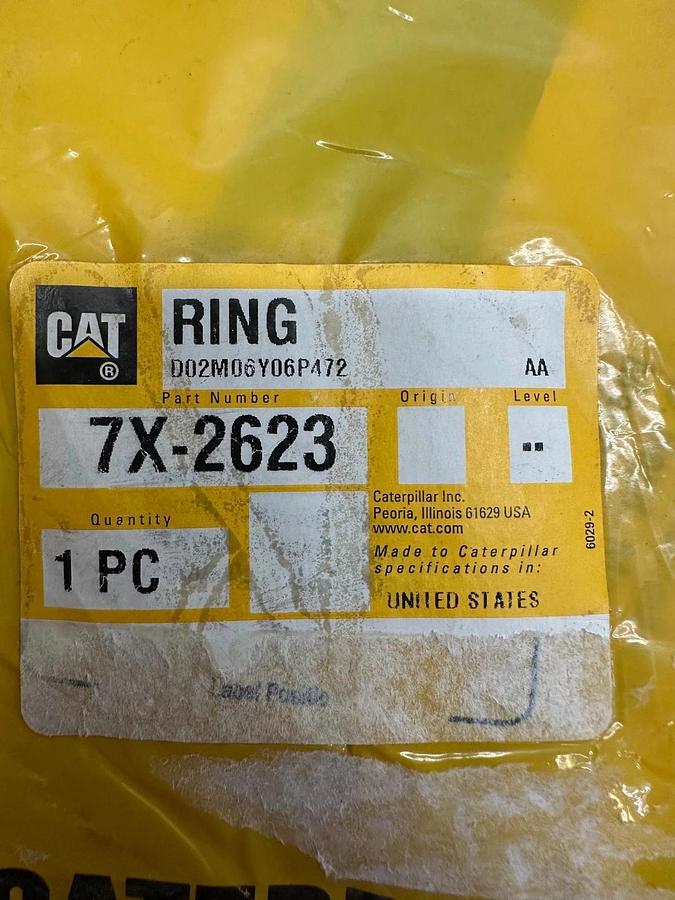 CAT
®
RING
D02M06Y06P472 AA
Part Number Origin Level
7X-2623 --
Quantity
1 PC
Caterpillar Inc.
Peoria, Illinois 61629 USA
www.cat.com
Made to Caterpillar
specifications in:
UNITED STATES
6029-2
Label